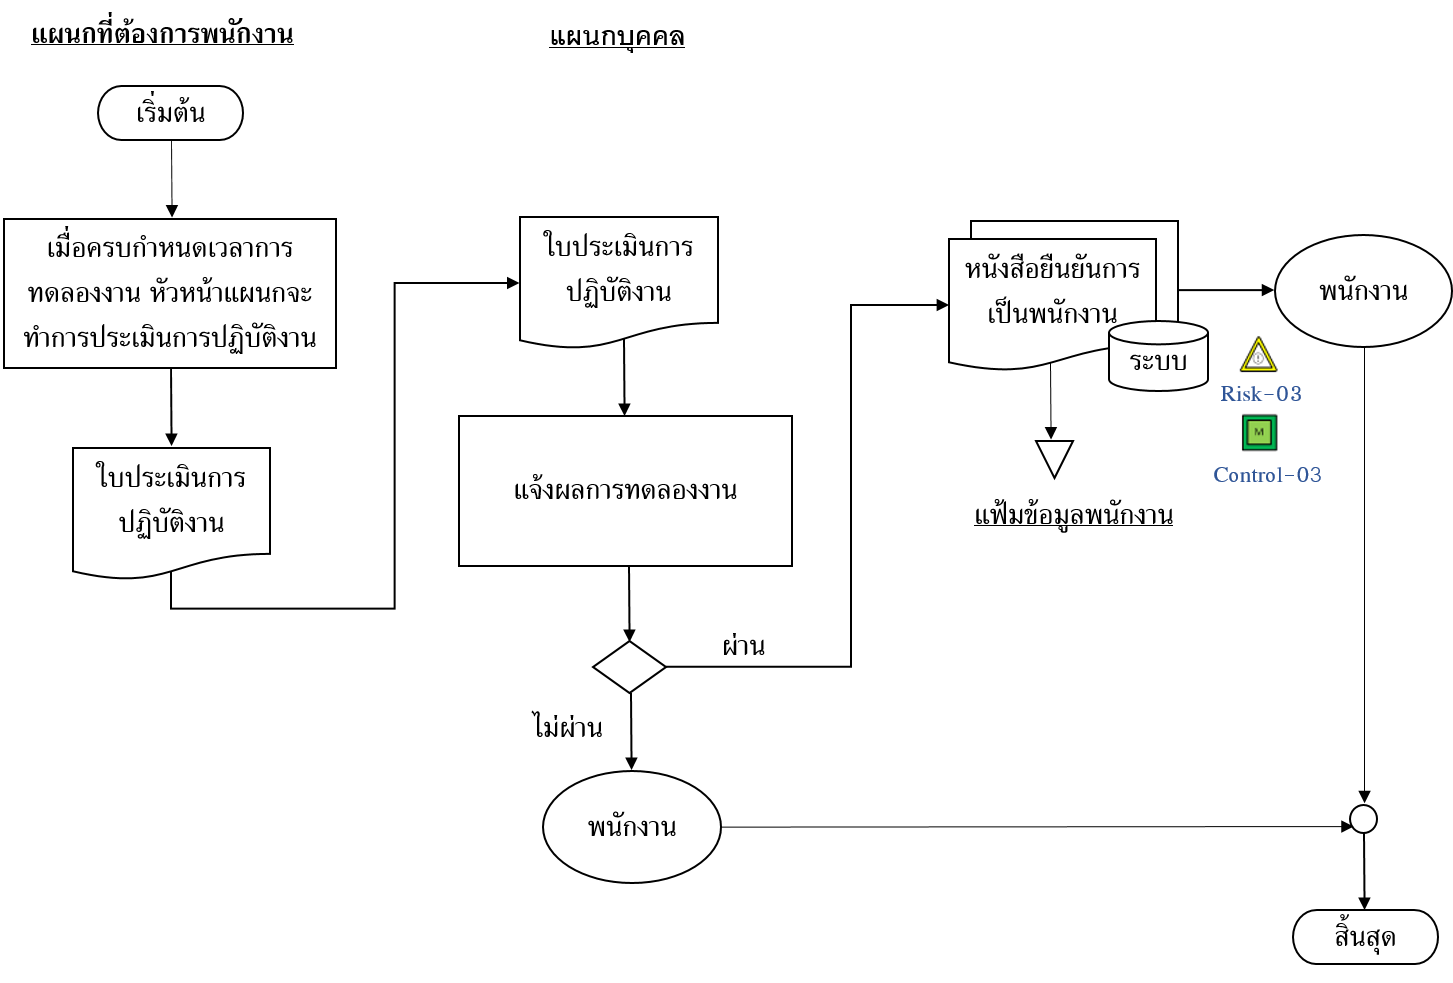 แผนกที่ต้องการพนักงาน
แผนกบุคคล
เริ่มต้น
เมื่อครบกำหนดเวลาการ
ทดลองงาน หัวหน้าแผนกจะ
ทำการประเมินการปฏิบัติงาน
ใบประเมินการ
ปฏิบัติงาน
ใบประเมินการ
ปฏิบัติงาน
แจ้งผลการทดลองงาน
ผ่าน
ไม่ผ่าน
พนักงาน
หนังสือยืนยันการ
เป็นพนักงาน
ระบบ
แฟ้มข้อมูลพนักงาน
พนักงาน
Risk-03
M
Control-03
สิ้นสุด